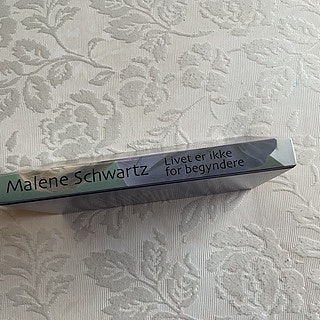 Malene Schwartz
Livet er ikke
for begyndere